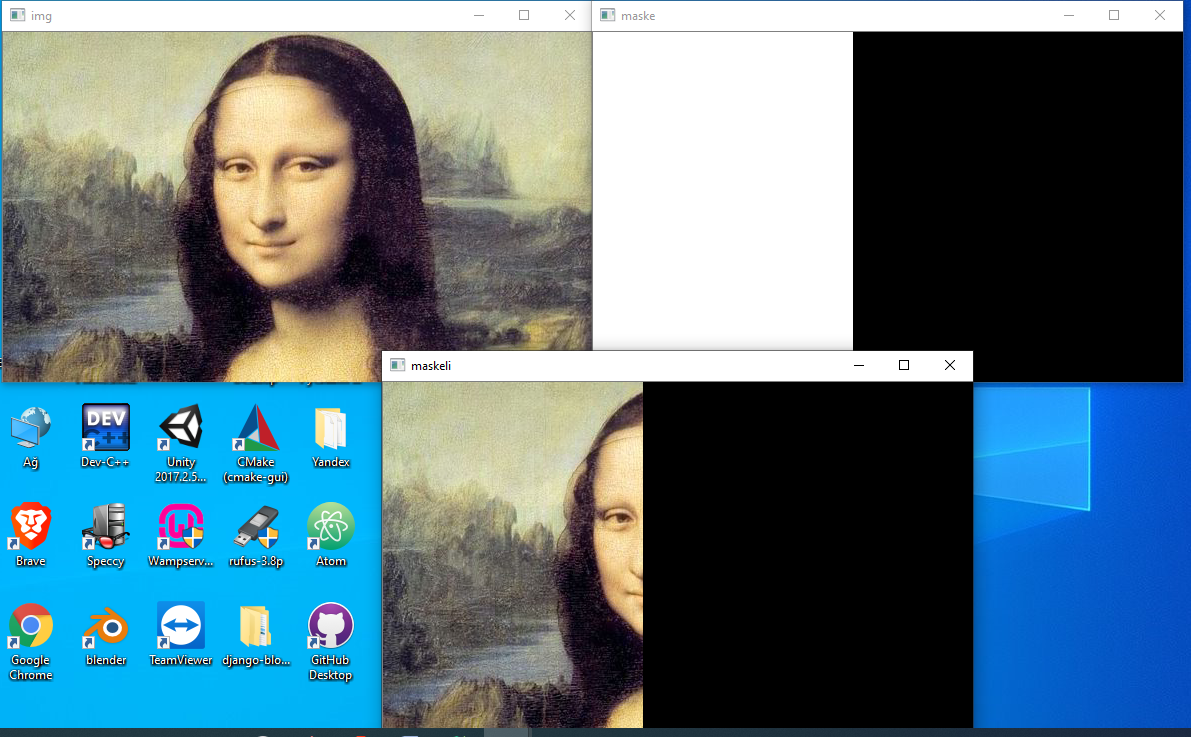 img
maske
maskeli
DEV
C++
Ağ
Dev-C++
Unity
2017.2.5...
CMake
(cmake-gui)
Yandex
Brave
Speccy
Wampserv...
rufus-3.8p
Atom
Google
Chrome
blender
TeamViewer
django-blo...
GitHub
Desktop